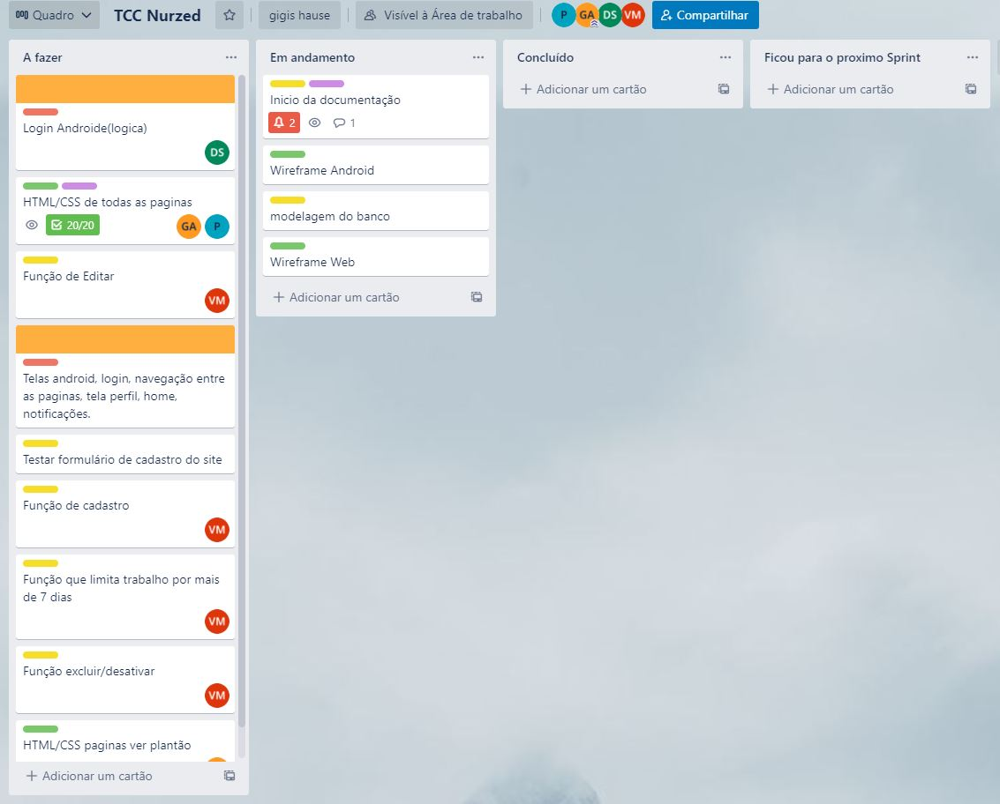 Quadro
TCC Nurzed
gigis hause
Visível à Área de trabalho
P
GA
DS
VM
Compartilhar
A fazer
Login Androide(logica)
DS
HTML/CSS de todas as paginas
20/20
GA
P
Função de Editar
VM
Telas android, login, navegação entre
as paginas, tela perfil, home,
notificações.
Testar formulário de cadastro do site
Função de cadastro
VM
Função que limita trabalho por mais
de 7 dias
VM
Função excluir/desativar
VM
HTML/CSS paginas ver plantão
+ Adicionar um cartão
Em andamento
Inicio da documentação
2
1
Wireframe Android
modelagem do banco
Wireframe Web
+ Adicionar um cartão
Concluído
+ Adicionar um cartão
Ficou para o proximo Sprint
+ Adicionar um cartão